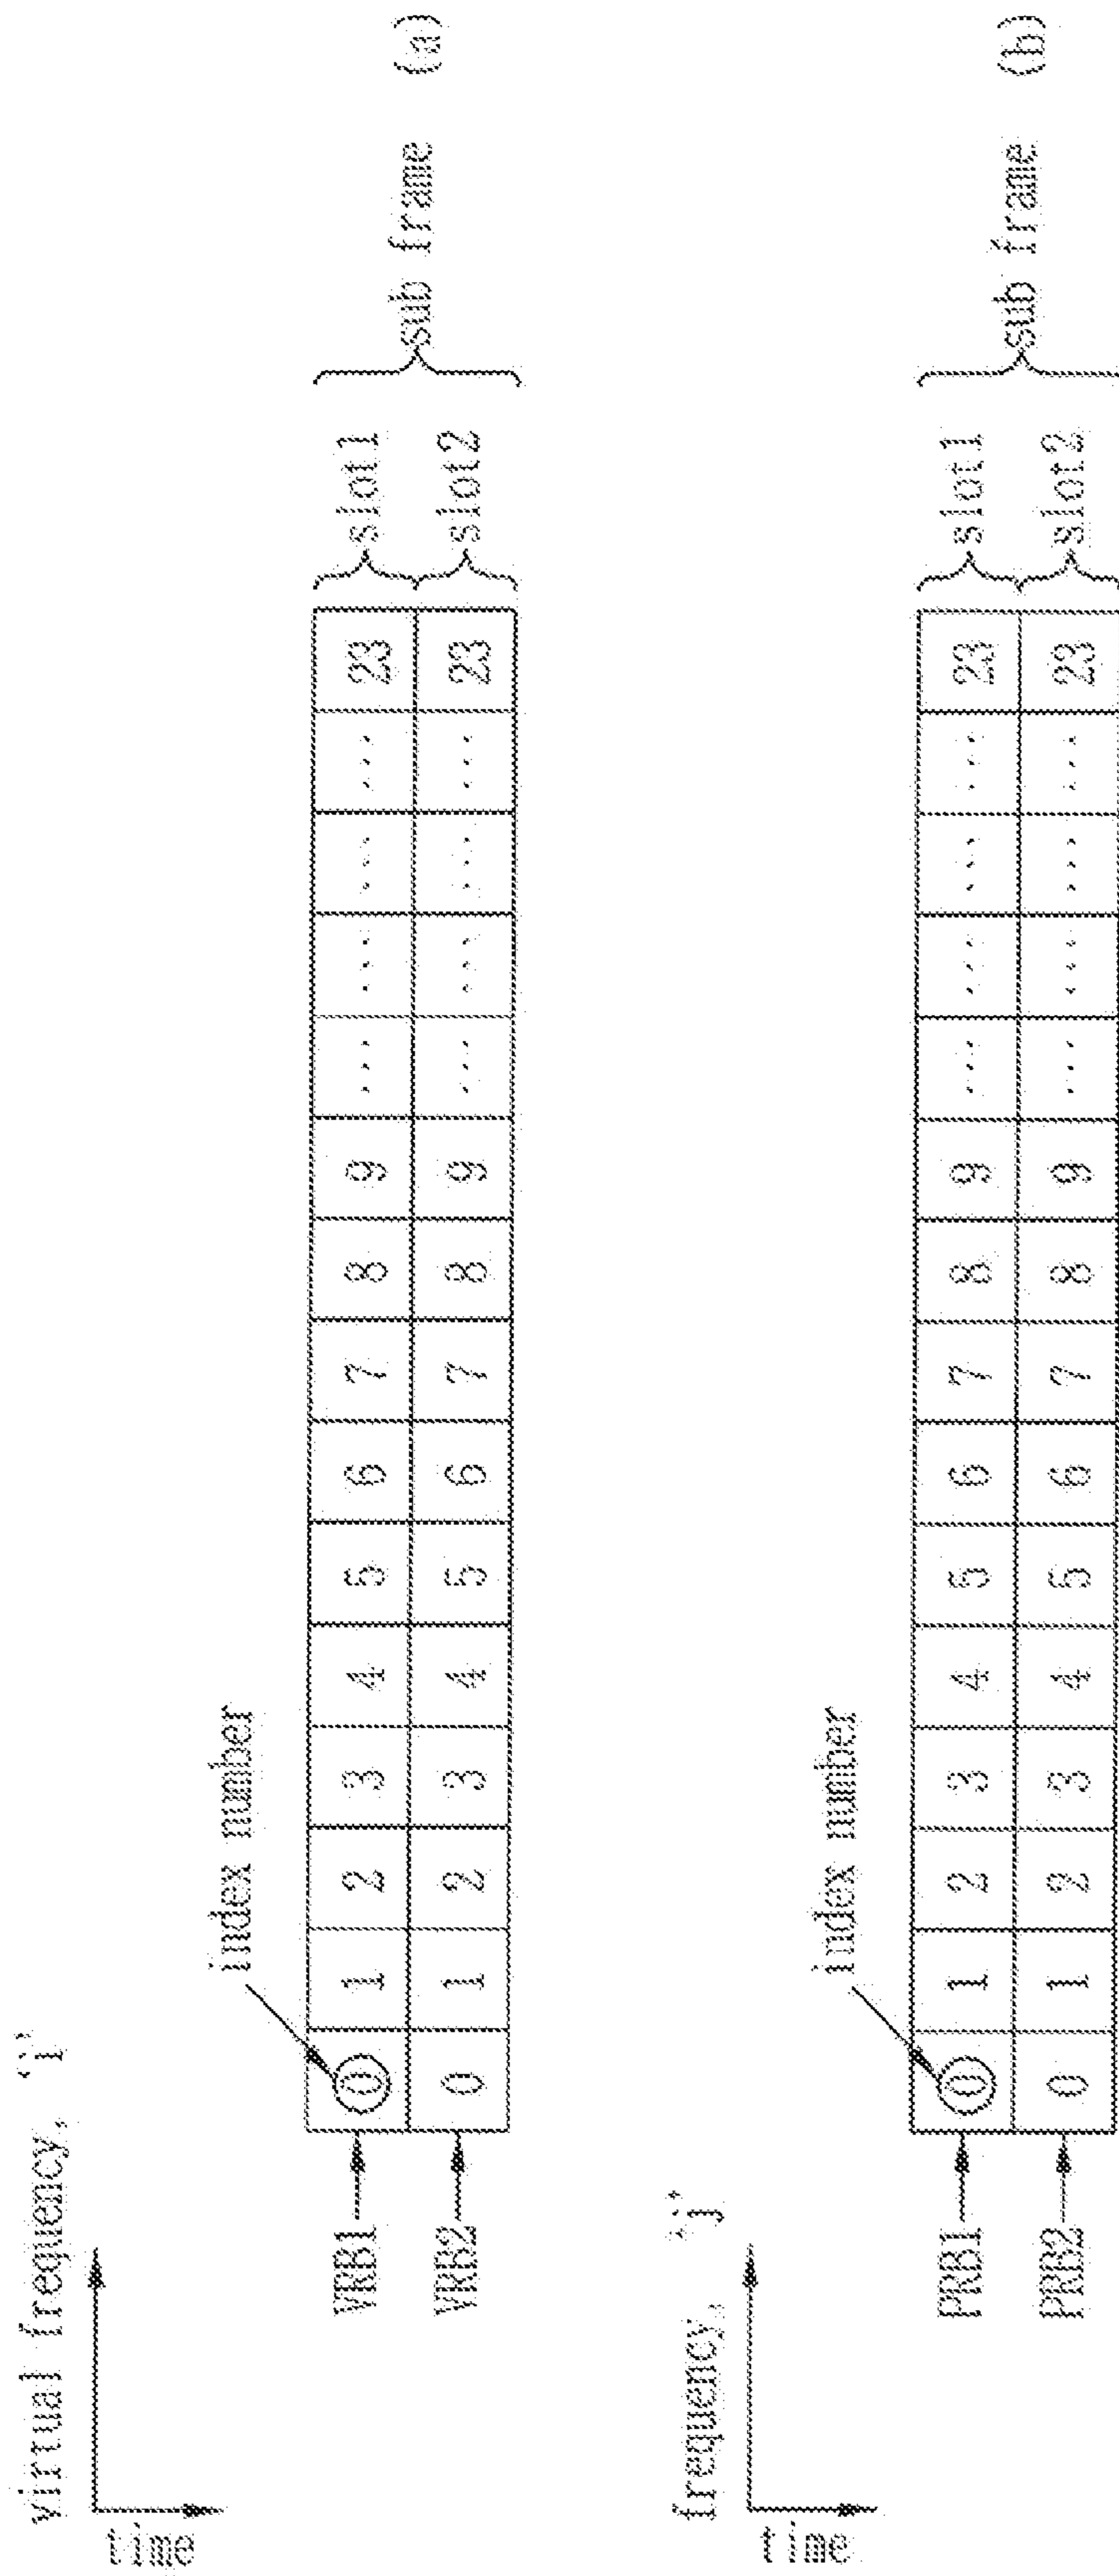 virtual frequency, 'i'
time
index number
VRB1 0 1 2 3 4 5 6 7 8 9 ... ... ... ... 23 slot1
VRB2 0 1 2 3 4 5 6 7 8 9 ... ... ... ... 23 slot2
sub frame (a)
frequency, 'j'
time
index number
PRB1 0 1 2 3 4 5 6 7 8 9 ... ... ... ... 23 slot1
PRB2 0 1 2 3 4 5 6 7 8 9 ... ... ... ... 23 slot2
sub frame (b)